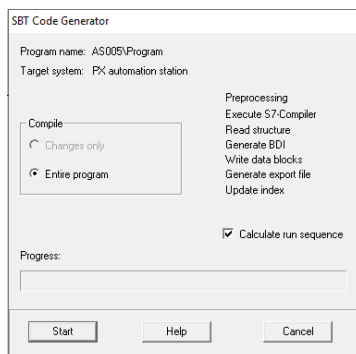 SBT Code Generator
Program name: AS005\Program
Target system: PX automation station
Compile
Changes only
Entire program
Preprocessing
Execute S7-Compiler
Read structure
Generate BDI
Write data blocks
Generate export file
Update index
Calculate run sequence
Progress:
Start Help Cancel